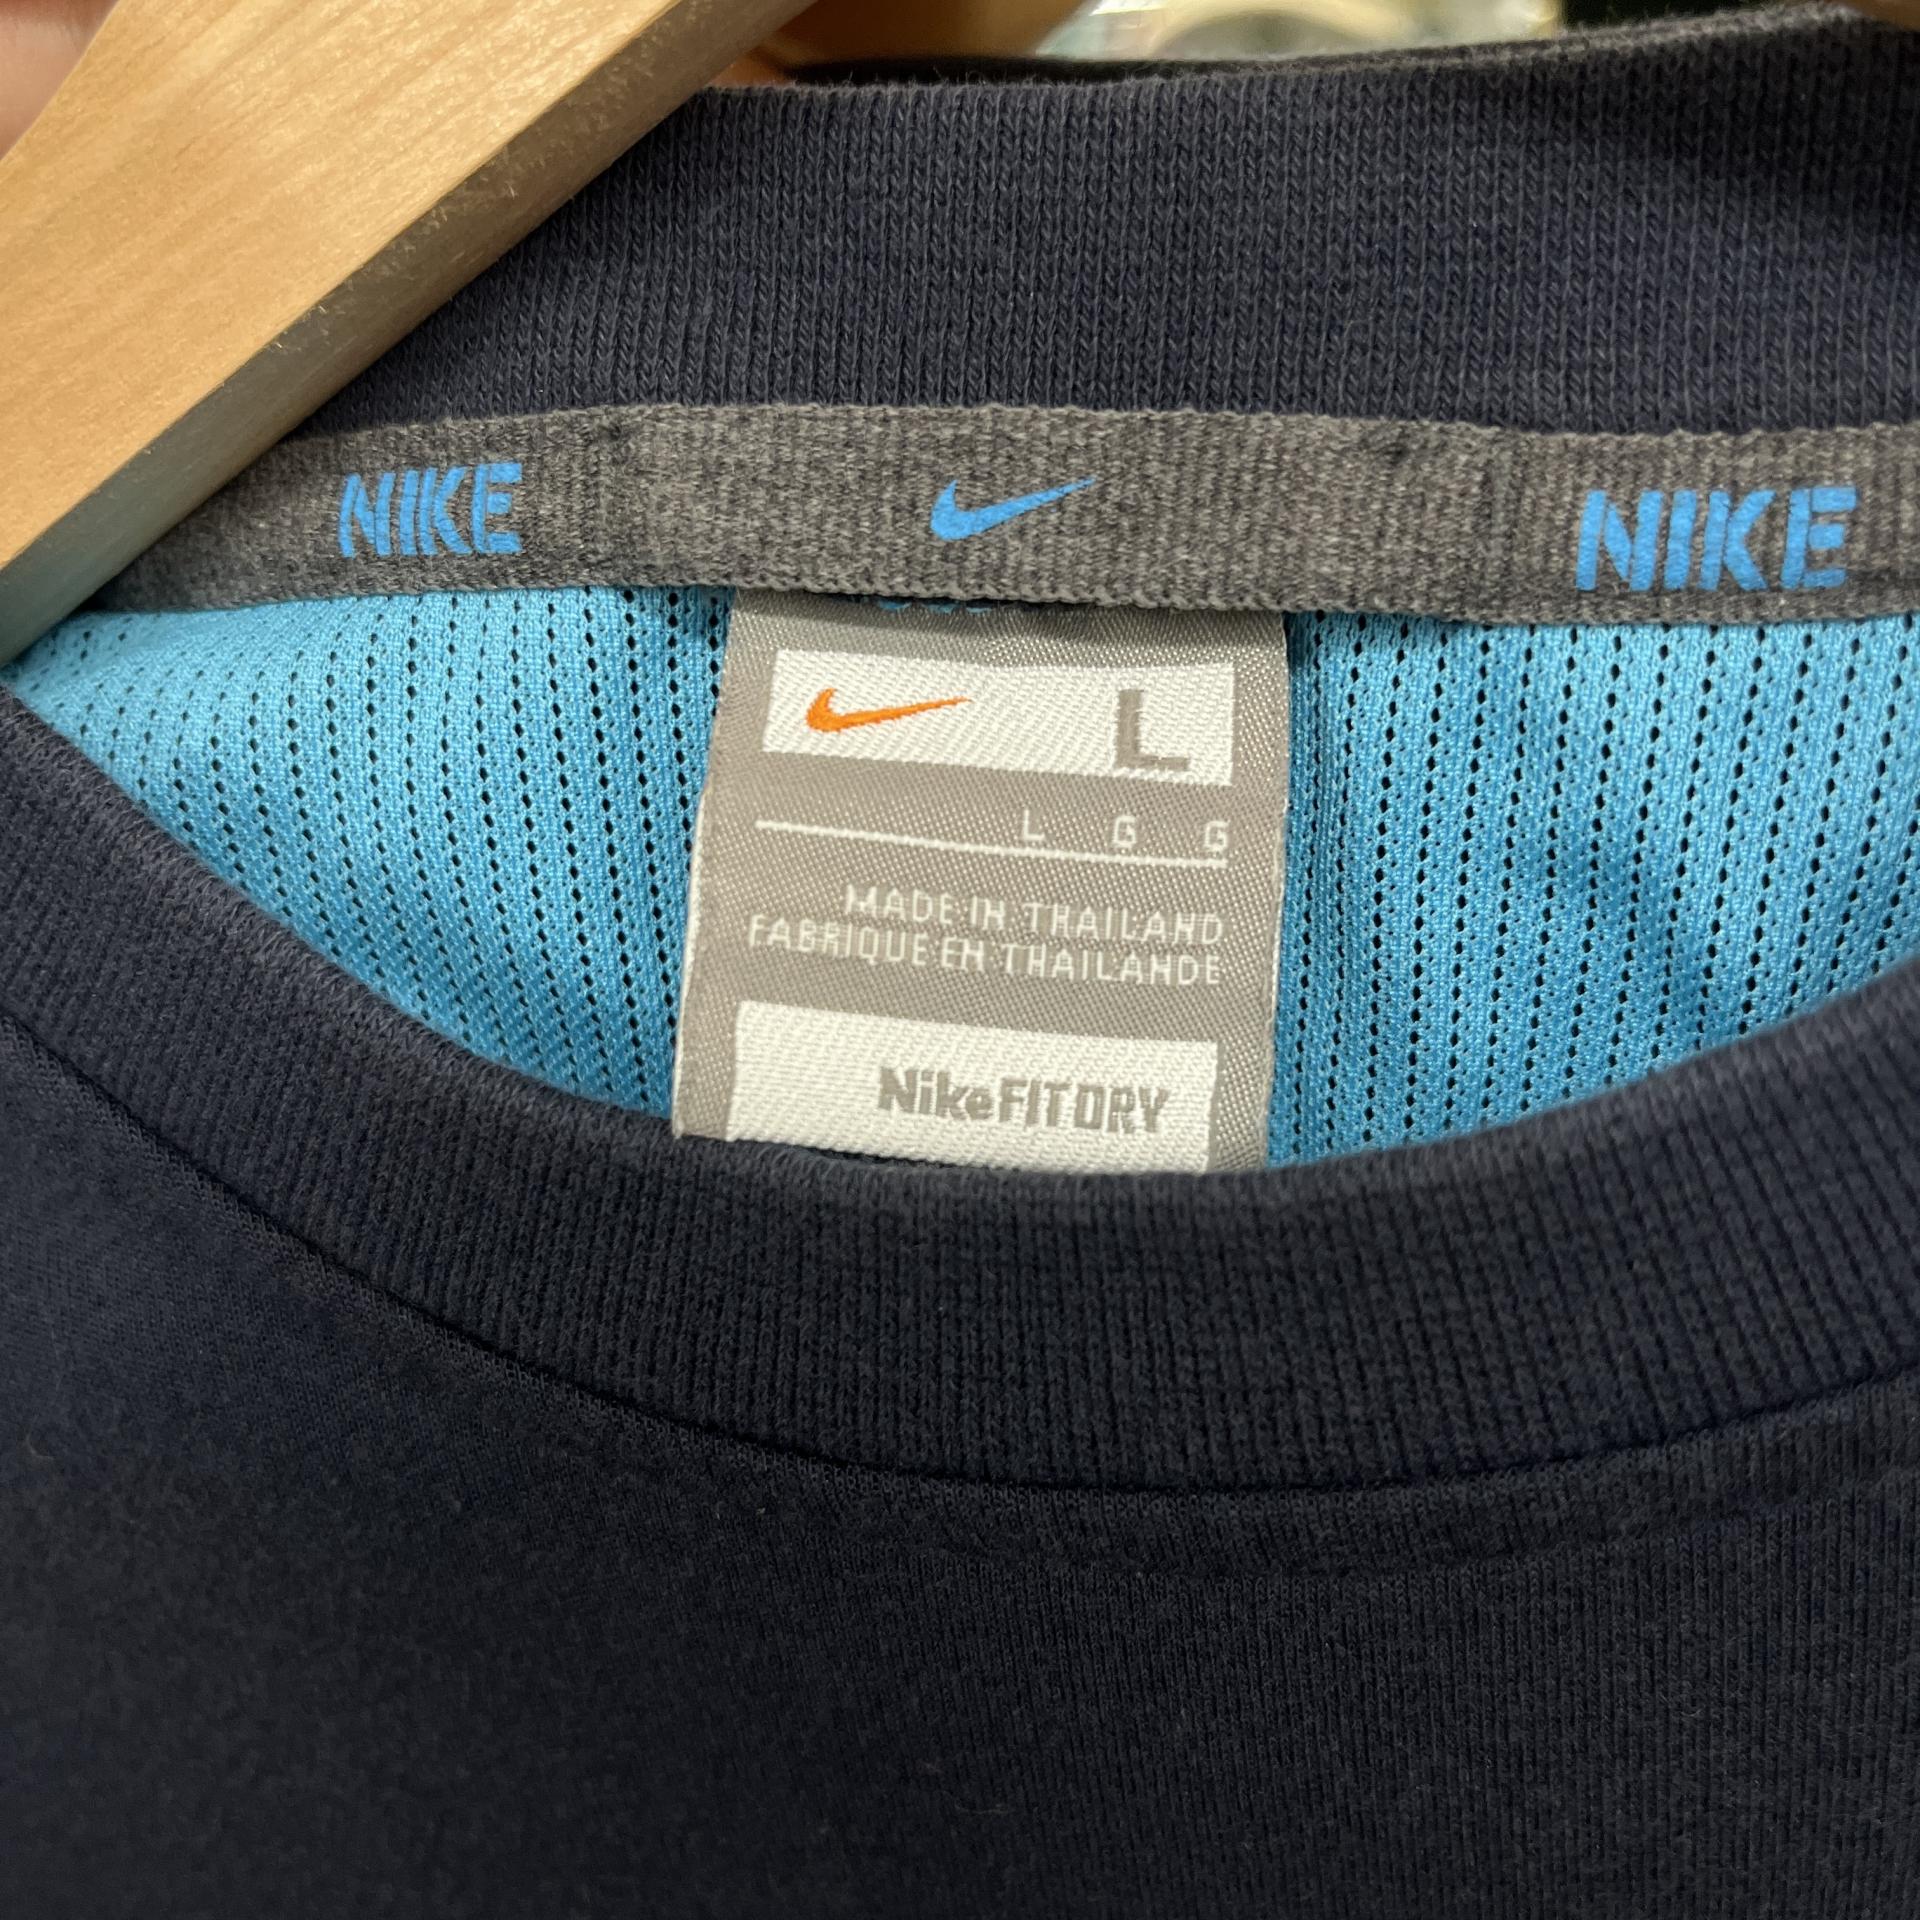 NIKE NIKE
L
L G G
MADE IN THAILAND
FABRIQUE EN THAILANDE
NikeFITDRY